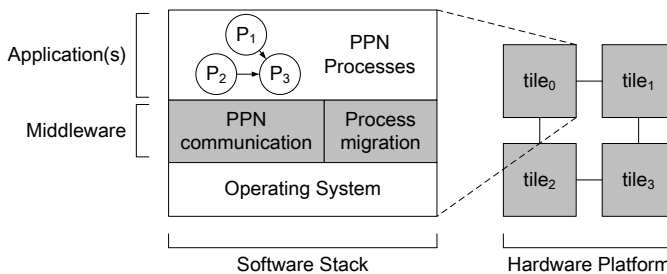 Application(s)
P1
P2
P3
PPN
Processes
Middleware
PPN
communication
Process
migration
Operating System
Software Stack
tile0
tile1
tile2
tile3
Hardware Platform